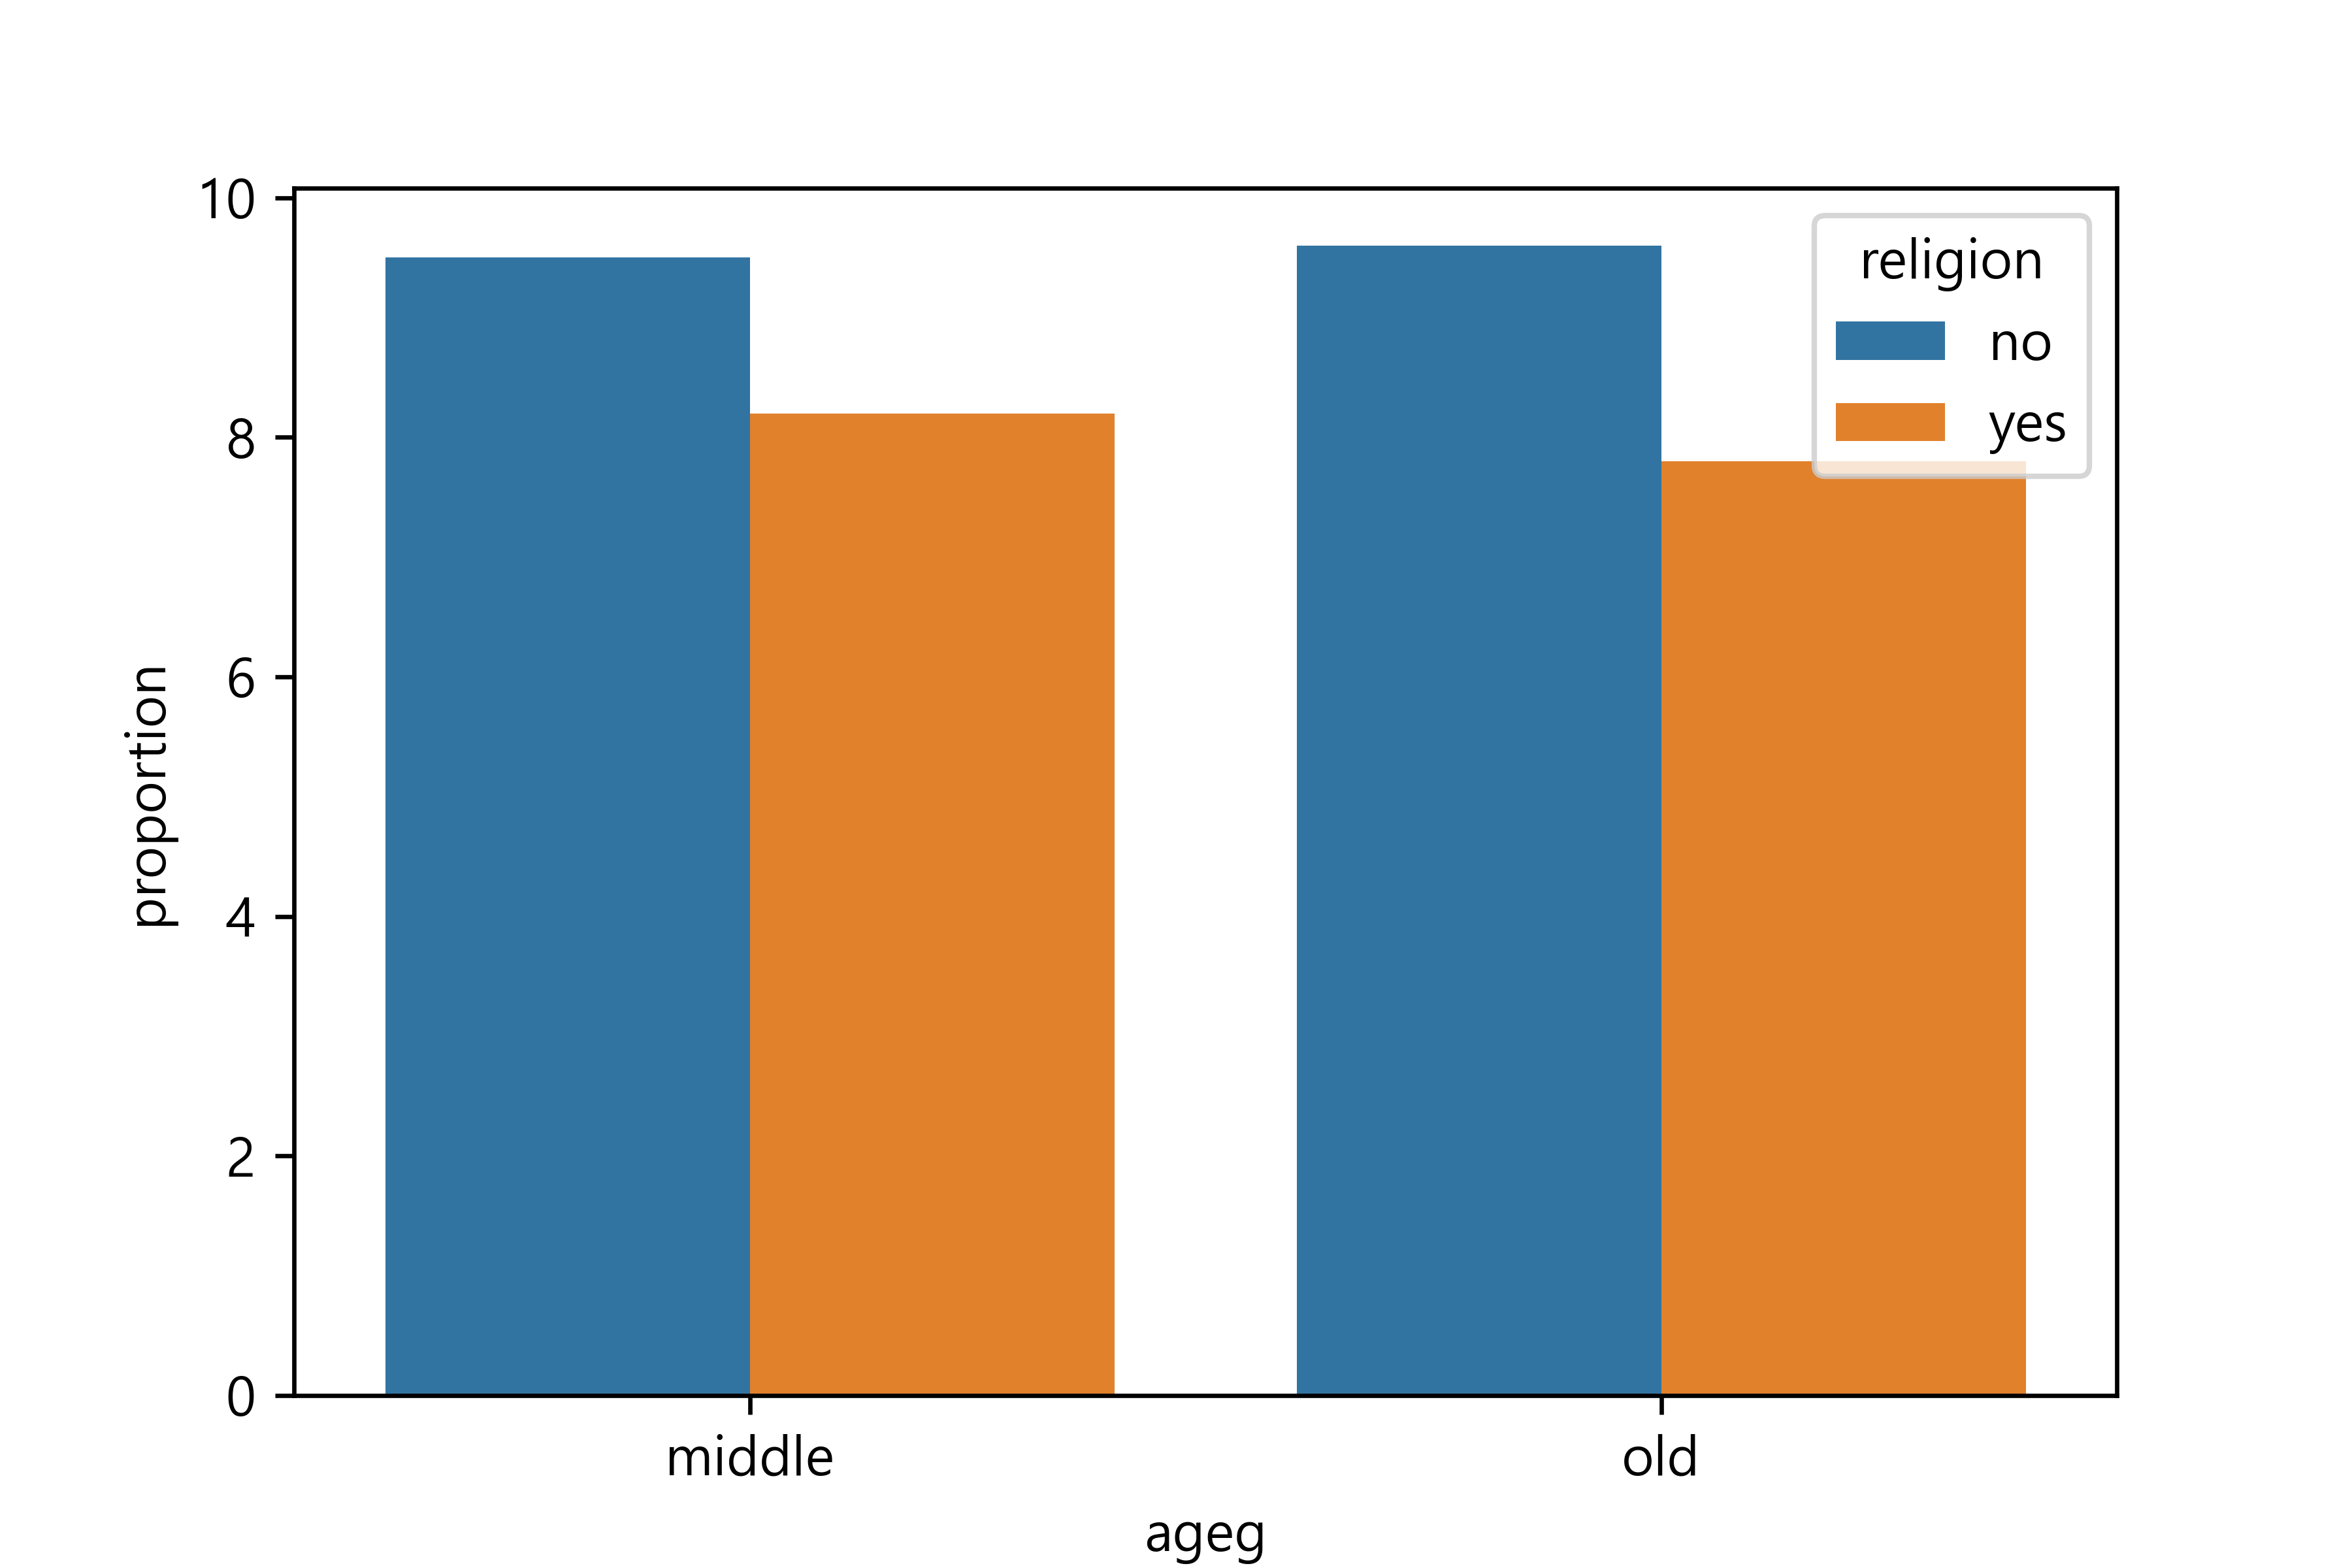 10
8
6
4
2
0
proportion
religion
no
yes
middle
old
ageg